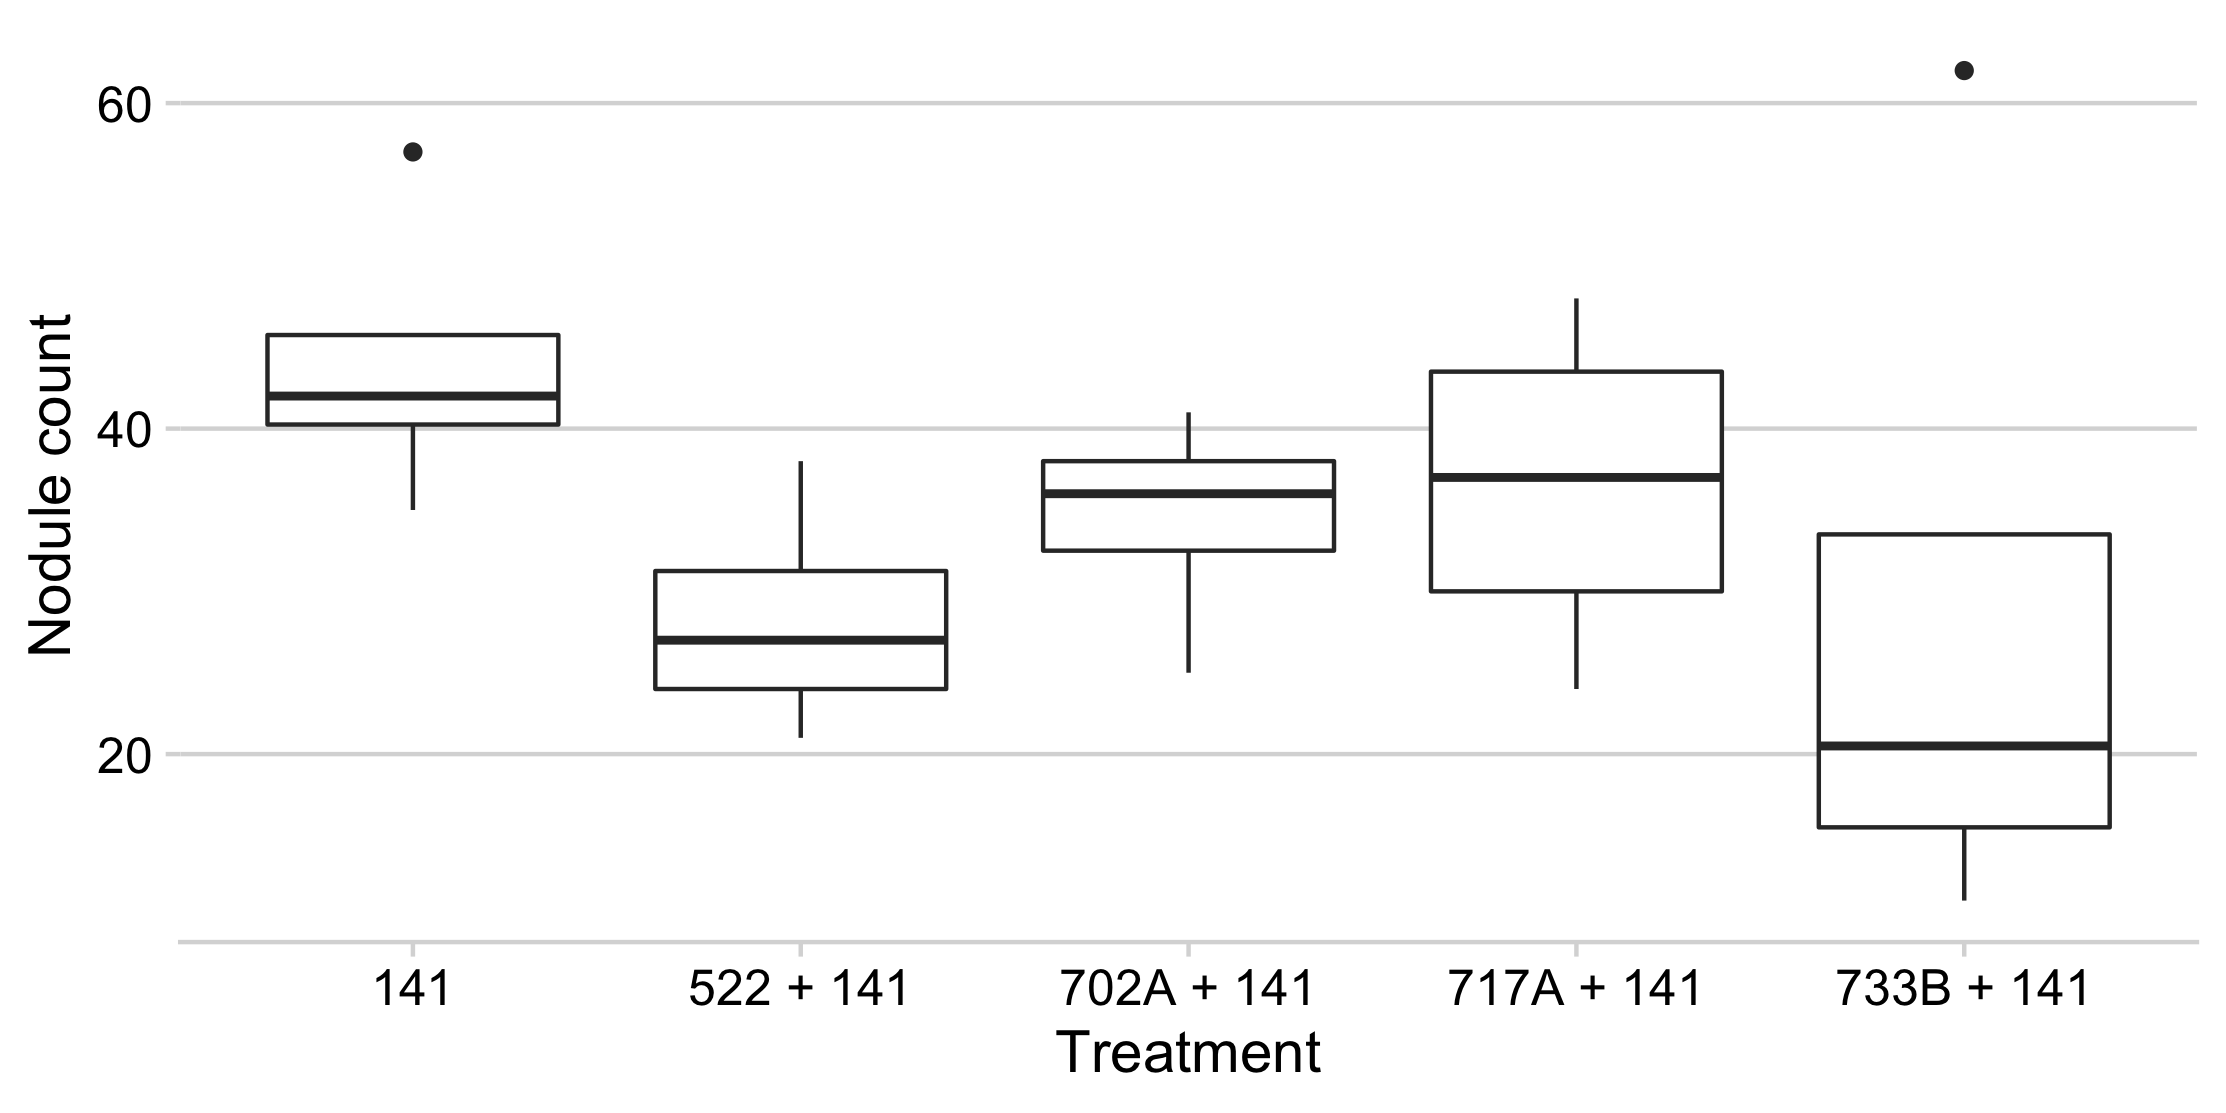 Nodule count
60
40
20
141
522 + 141
702A + 141
717A + 141
733B + 141
Treatment